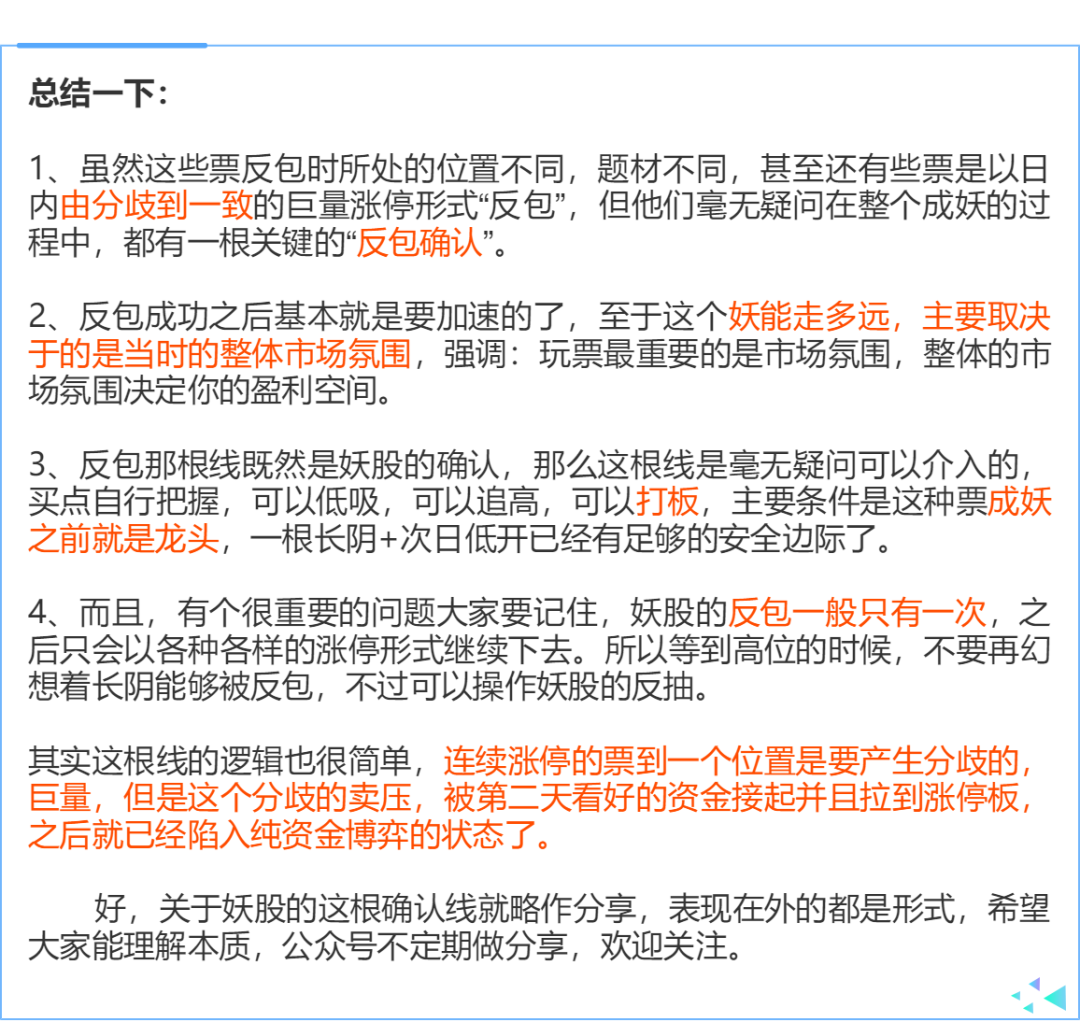 总结一下：
1、虽然这些票反包时所处的位置不同，题材不同，甚至还有些票是以日
内由分歧到一致的巨量涨停形式“反包”，但他们毫无疑问在整个成妖的过
程中，都有一根关键的“反包确认”。
2、反包成功之后基本就是要加速的了，至于这个妖能走多远，主要取决
于的是当时的整体市场氛围，强调：玩票最重要的是市场氛围，整体的市
场氛围决定你的盈利空间。
3、反包那根线既然是妖股的确认，那么这根线是毫无疑问可以介入的，
买点自行把握，可以低吸，可以追高，可以打板，主要条件是这种票成妖
之前就是龙头，一根长阴+次日低开已经有足够的安全边际了。
4、而且，有个很重要的问题大家要记住，妖股的反包一般只有一次，之
后只会以各种各样的涨停形式继续下去。所以等到高位的时候，不要再幻
想着长阴能够被反包，不过可以操作妖股的反抽。
其实这根线的逻辑也很简单，连续涨停的票到一个位置是要产生分歧的，
巨量，但是这个分歧的卖压，被第二天看好的资金接起并且拉到涨停板，
之后就已经陷入纯资金博弈的状态了。
好，关于妖股的这根确认线就略作分享，表现在外的都是形式，希望
大家能理解本质，公众号不定期做分享，欢迎关注。